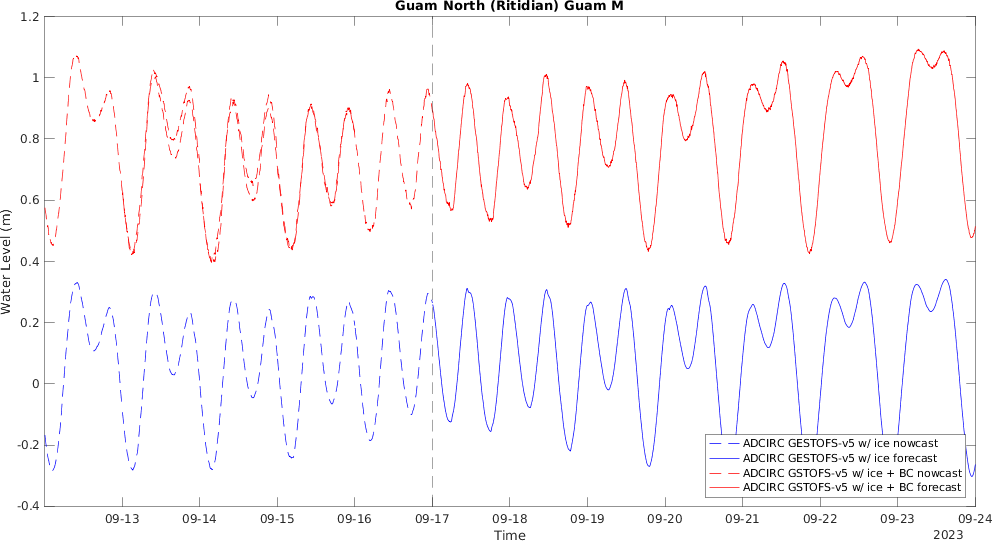 Guam North (Ritidian) Guam M
1.2
1
0.8
0.6
0.4
0.2
0
-0.2
-0.4
Water Level (m)
ADCIRC GESTOFS-v5 w/ ice nowcast
ADCIRC GESTOFS-v5 w/ ice forecast
ADCIRC GSTOFS-v5 w/ ice + BC nowcast
ADCIRC GSTOFS-v5 w/ ice + BC forecast
09-13 09-14 09-15 09-16 09-17 09-18 09-19 09-20 09-21 09-22 09-23 09-24
Time
2023